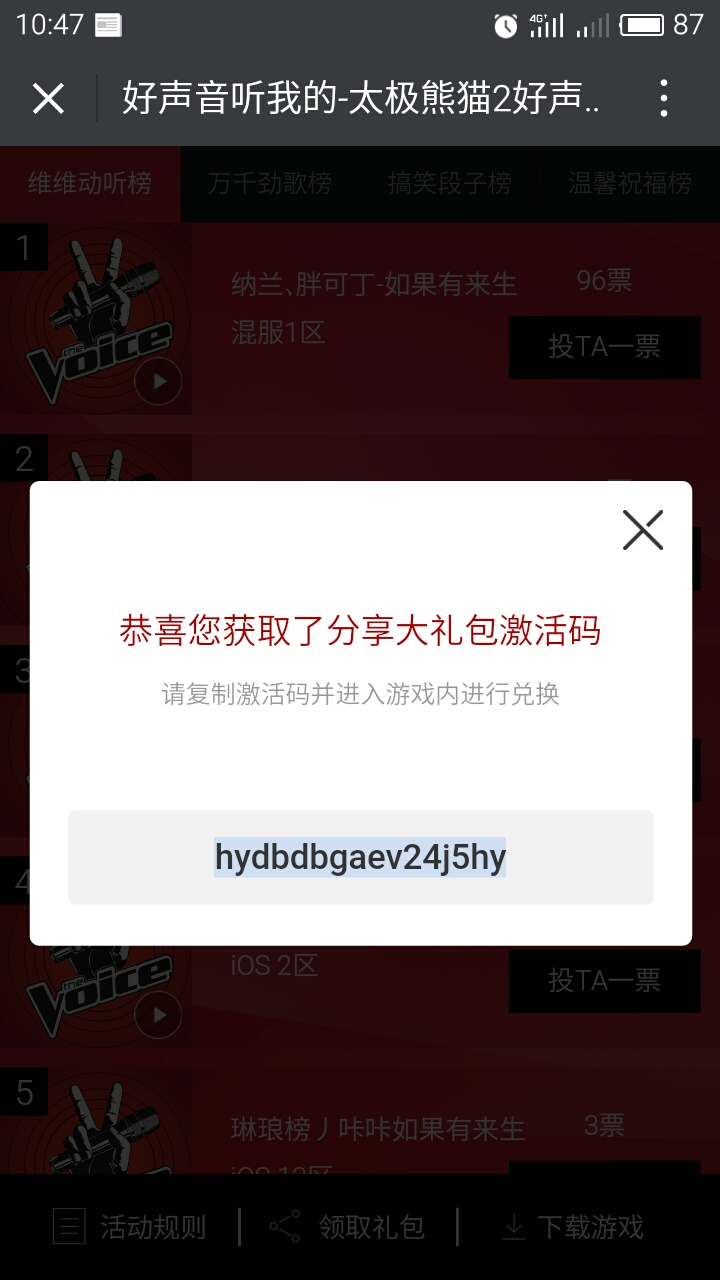 10:47
4G+
87
好声音听我的-太极熊猫2好声..
维维动听榜 万千劲歌榜 搞笑段子榜 温馨祝福榜
1
纳兰、胖可丁-如果有来生 96票
混服1区
投TA一票
the Voice
2
恭喜您获取了分享大礼包激活码
请复制激活码并进入游戏内进行兑换
3
hydbdbgaev24j5hy
4
iOS 2区
投TA一票
the Voice
5
琳琅榜丿咔咔如果有来生 3票
iOS 12区
活动规则 领取礼包 下载游戏